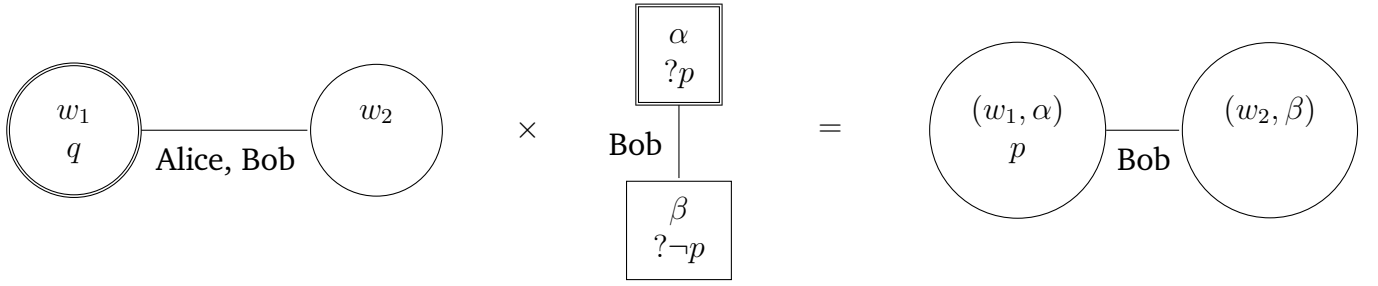 w₁
q
Alice, Bob
w₂
×
α
?p
Bob
β
?¬p
=
(w₁, α)
p
Bob
(w₂, β)